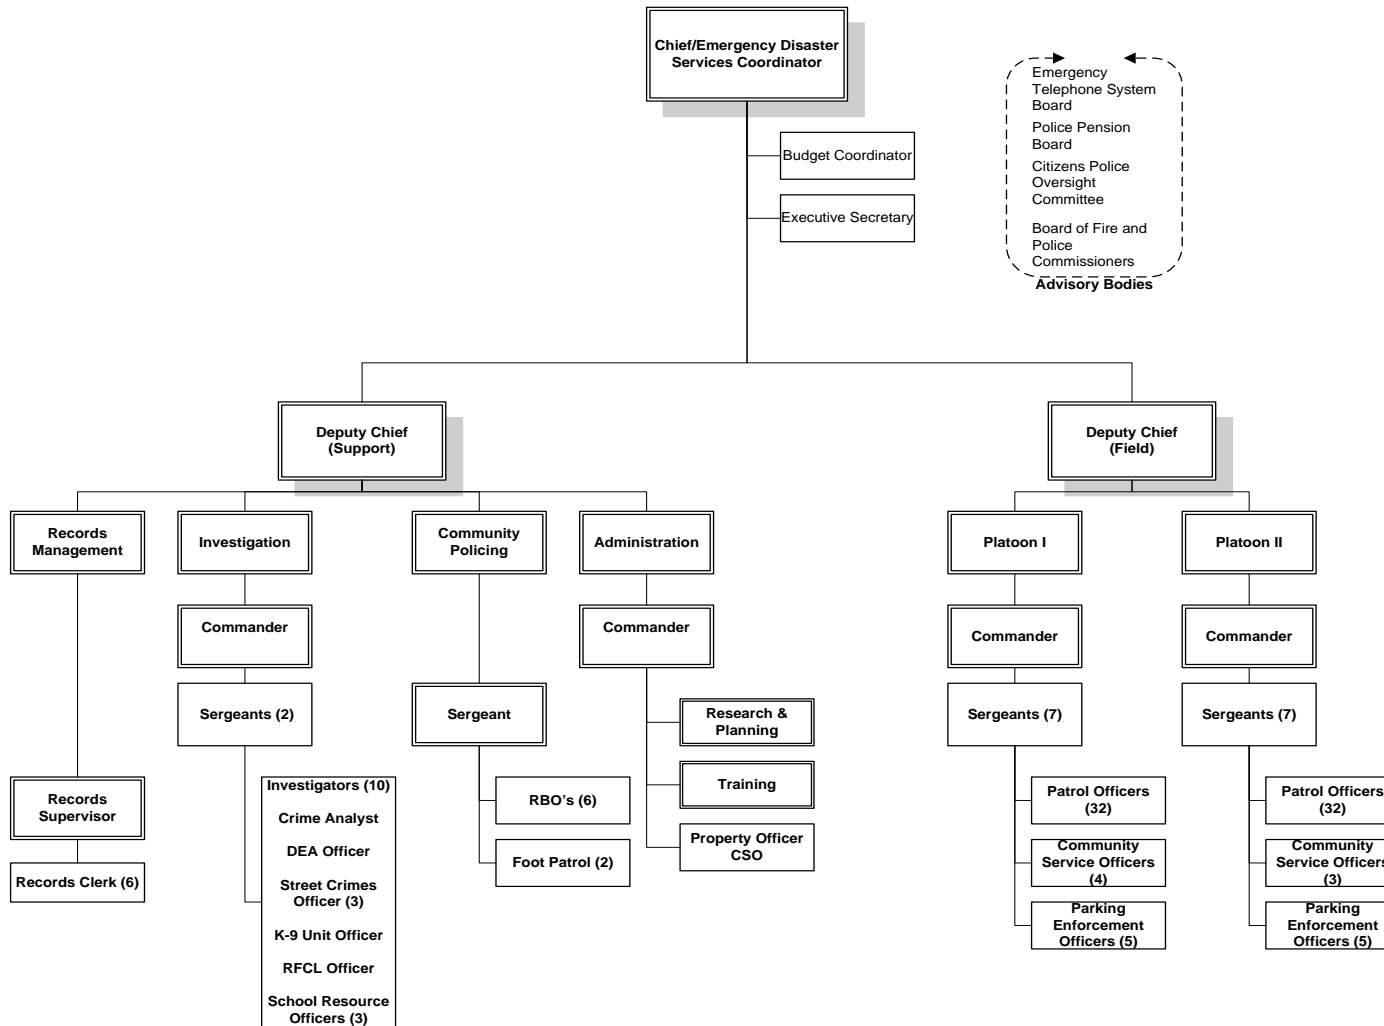 Chief/Emergency Disaster
Services Coordinator
Budget Coordinator
Executive Secretary
Emergency
Telephone System
Board
Police Pension
Board
Citizens Police
Oversight
Committee
Board of Fire and
Police
Commissioners
Advisory Bodies
Deputy Chief
(Support)
Deputy Chief
(Field)
Records
Management
Investigation
Community
Policing
Administration
Platoon I
Platoon II
Commander
Commander
Commander
Commander
Sergeants (2)
Sergeant
Research &
Planning
Sergeants (7)
Sergeants (7)
Records
Supervisor
Records Clerk (6)
Investigators (10)
Crime Analyst
DEA Officer
Street Crimes
Officer (3)
K-9 Unit Officer
RFCL Officer
School Resource
Officers (3)
RBO's (6)
Foot Patrol (2)
Training
Property Officer
CSO
Patrol Officers
(32)
Community
Service Officers
(4)
Parking
Enforcement
Officers (5)
Patrol Officers
(32)
Community
Service Officers
(3)
Parking
Enforcement
Officers (5)